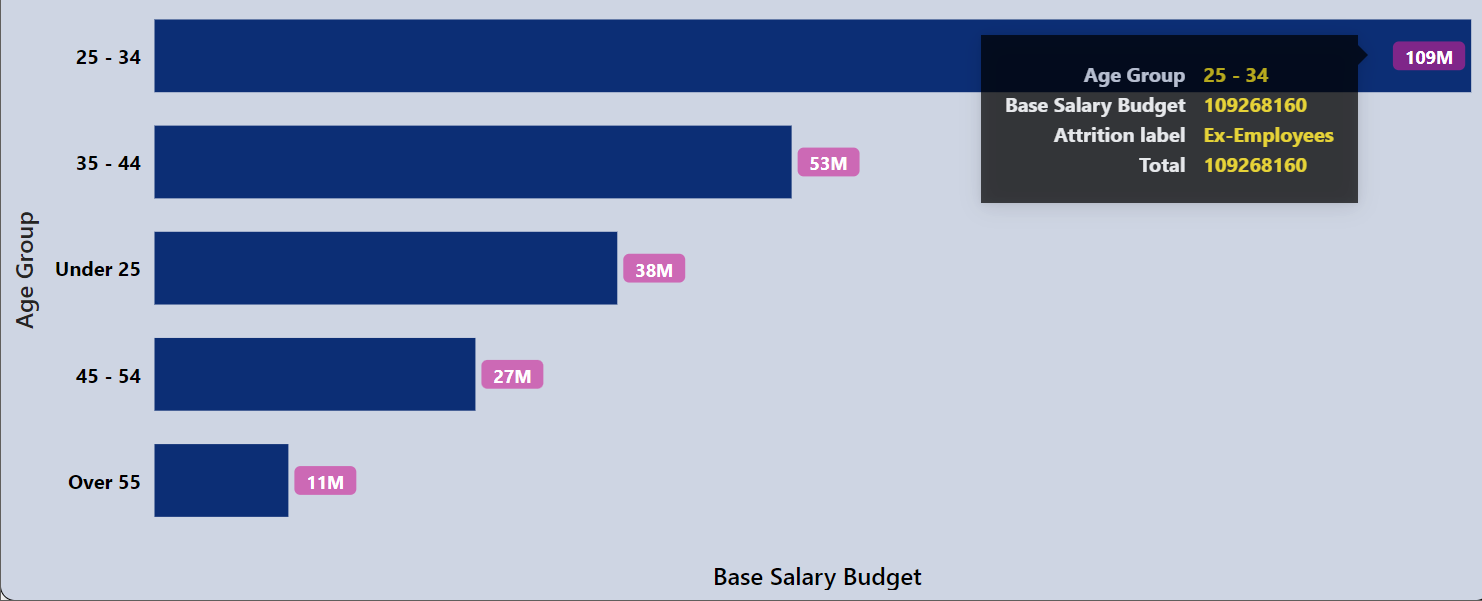 25 - 34
109M
Age Group 25 - 34
Base Salary Budget 109268160
Attrition label Ex-Employees
Total 109268160
35 - 44
53M
Age Group
Under 25
38M
45 - 54
27M
Over 55
11M
Base Salary Budget